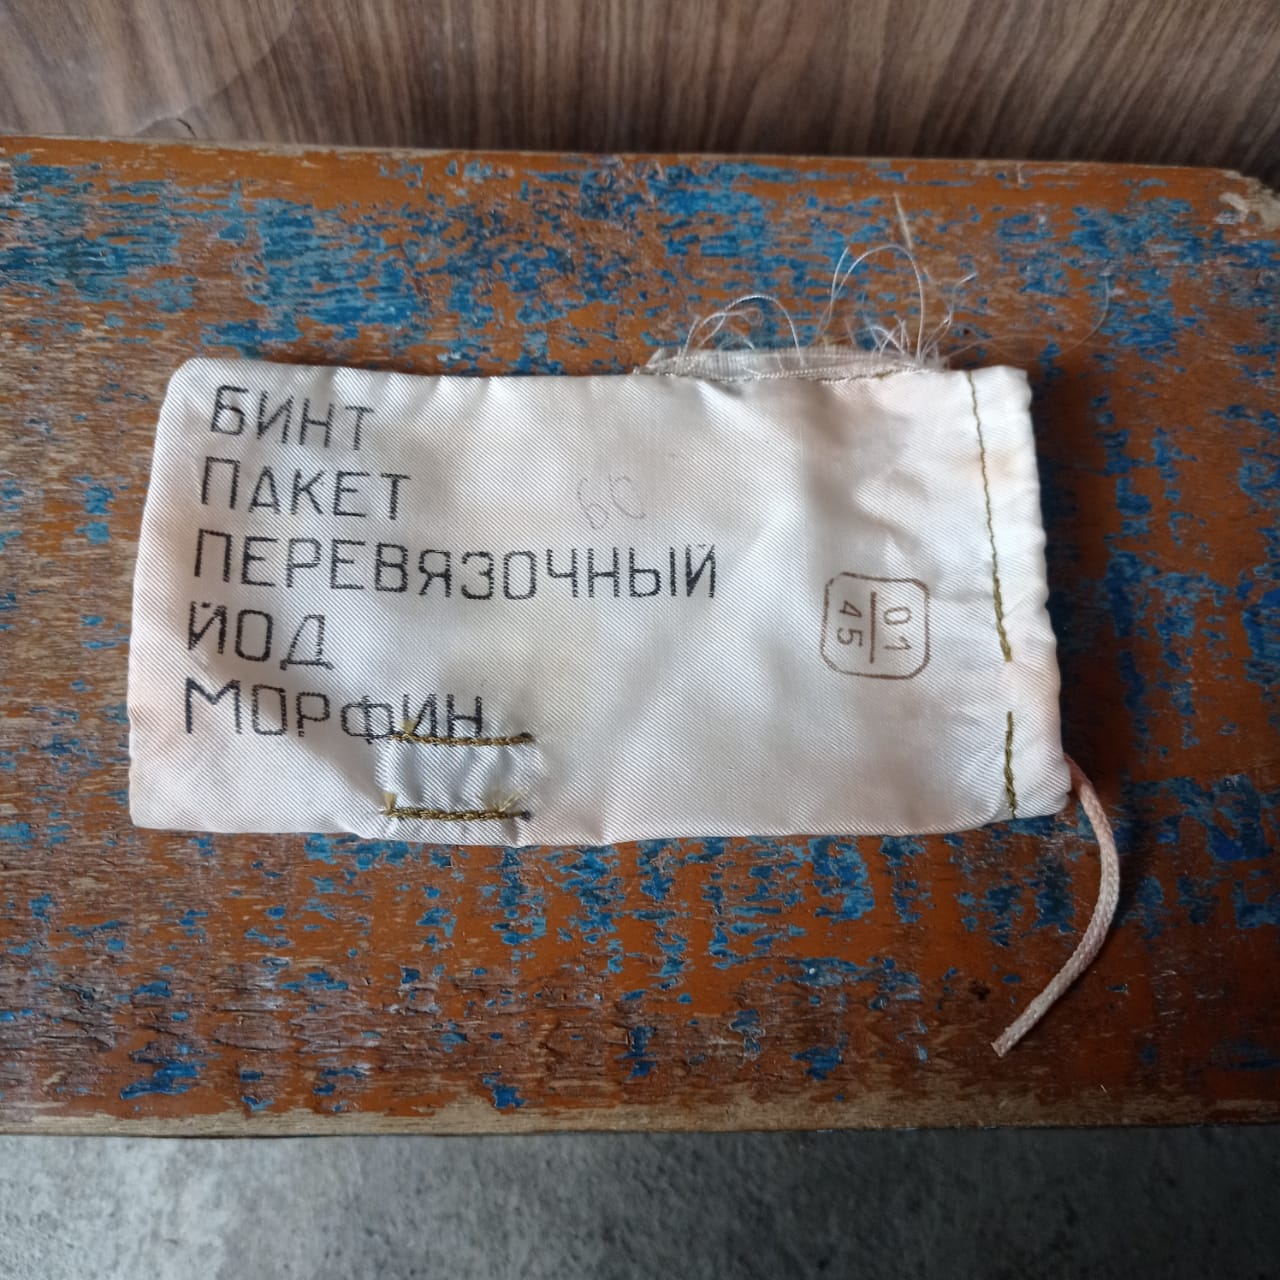 БИНТ
ПАКЕТ
ПЕРЕВЯЗОЧНЫЙ
ЙОД
МОРФИН
01
45